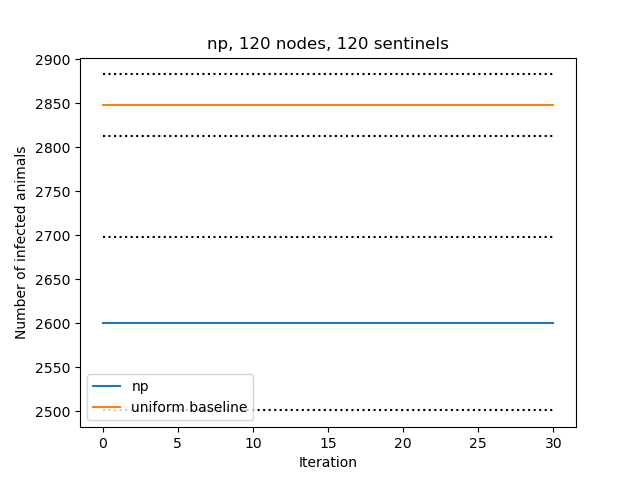 np, 120 nodes, 120 sentinels
Number of infected animals
2900
2850
2800
2750
2700
2650
2600
2550
2500
np
uniform baseline
0 5 10 15 20 25 30
Iteration